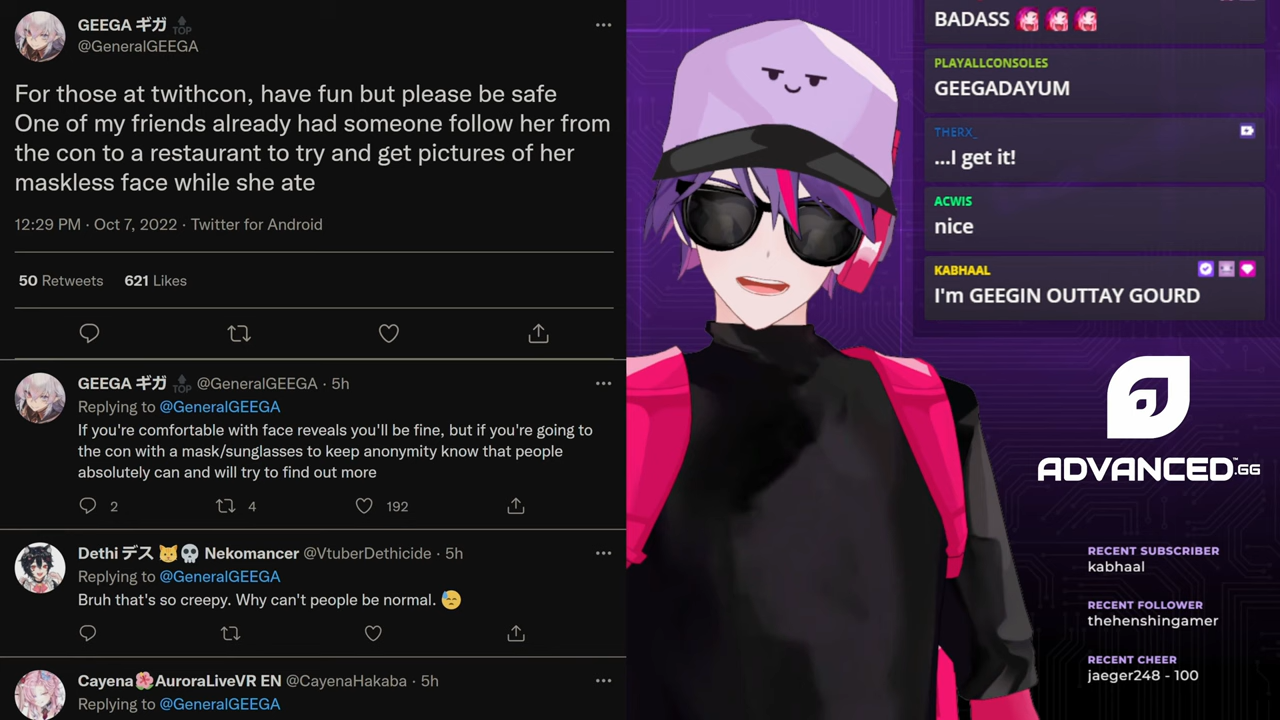 GEEGA ギガ TOP
@GeneralGEEGA
For those at twithcon, have fun but please be safe
One of my friends already had someone follow her from
the con to a restaurant to try and get pictures of her
maskless face while she ate
12:29 PM · Oct 7, 2022 · Twitter for Android
50 Retweets 621 Likes
GEEGA ギガ TOP @GeneralGEEGA · 5h
Replying to @GeneralGEEGA
If you're comfortable with face reveals you'll be fine, but if you're going to
the con with a mask/sunglasses to keep anonymity know that people
absolutely can and will try to find out more
2 4 192
Dethi デス 😿💀 Nekomancer @VtuberDethicide · 5h
Replying to @GeneralGEEGA
Bruh that's so creepy. Why can't people be normal. 😓
Cayena🌺AuroraLiveVR EN @CayenaHakaba · 5h
Replying to @GeneralGEEGA
BADASS
PLAYALLCONSOLES
GEEGADAYUM
THERX_
...I get it!
ACWIS
nice
KABHAAL
I'm GEEGIN OUTTAY GOURD
ADVANCED.GG™
RECENT SUBSCRIBER
kabhaal
RECENT FOLLOWER
thehenshingamer
RECENT CHEER
jaeger248 - 100